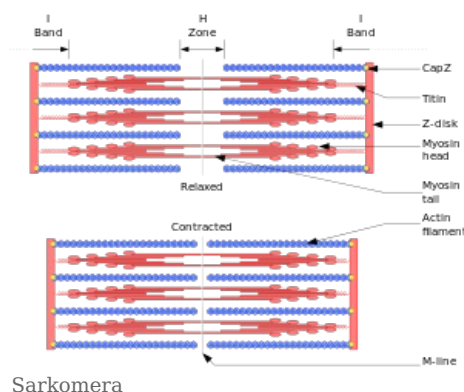 I
Band
H
Zone
I
Band
CapZ
Titin
Z-disk
Myosin
head
Myosin
tail
Relaxed
Actin
filament
Contracted
M-line
Sarkomera